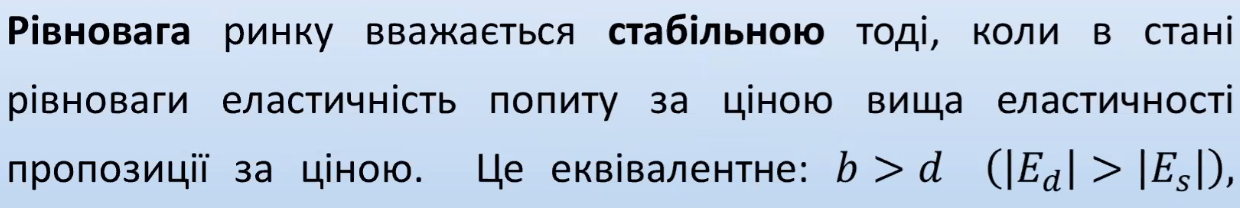 Рівновага ринку вважається стабільною тоді, коли в стані
рівноваги еластичність попиту за ціною вища еластичності
пропозиції за ціною. Це еквівалентне: b > d (|E_d| > |E_s|),